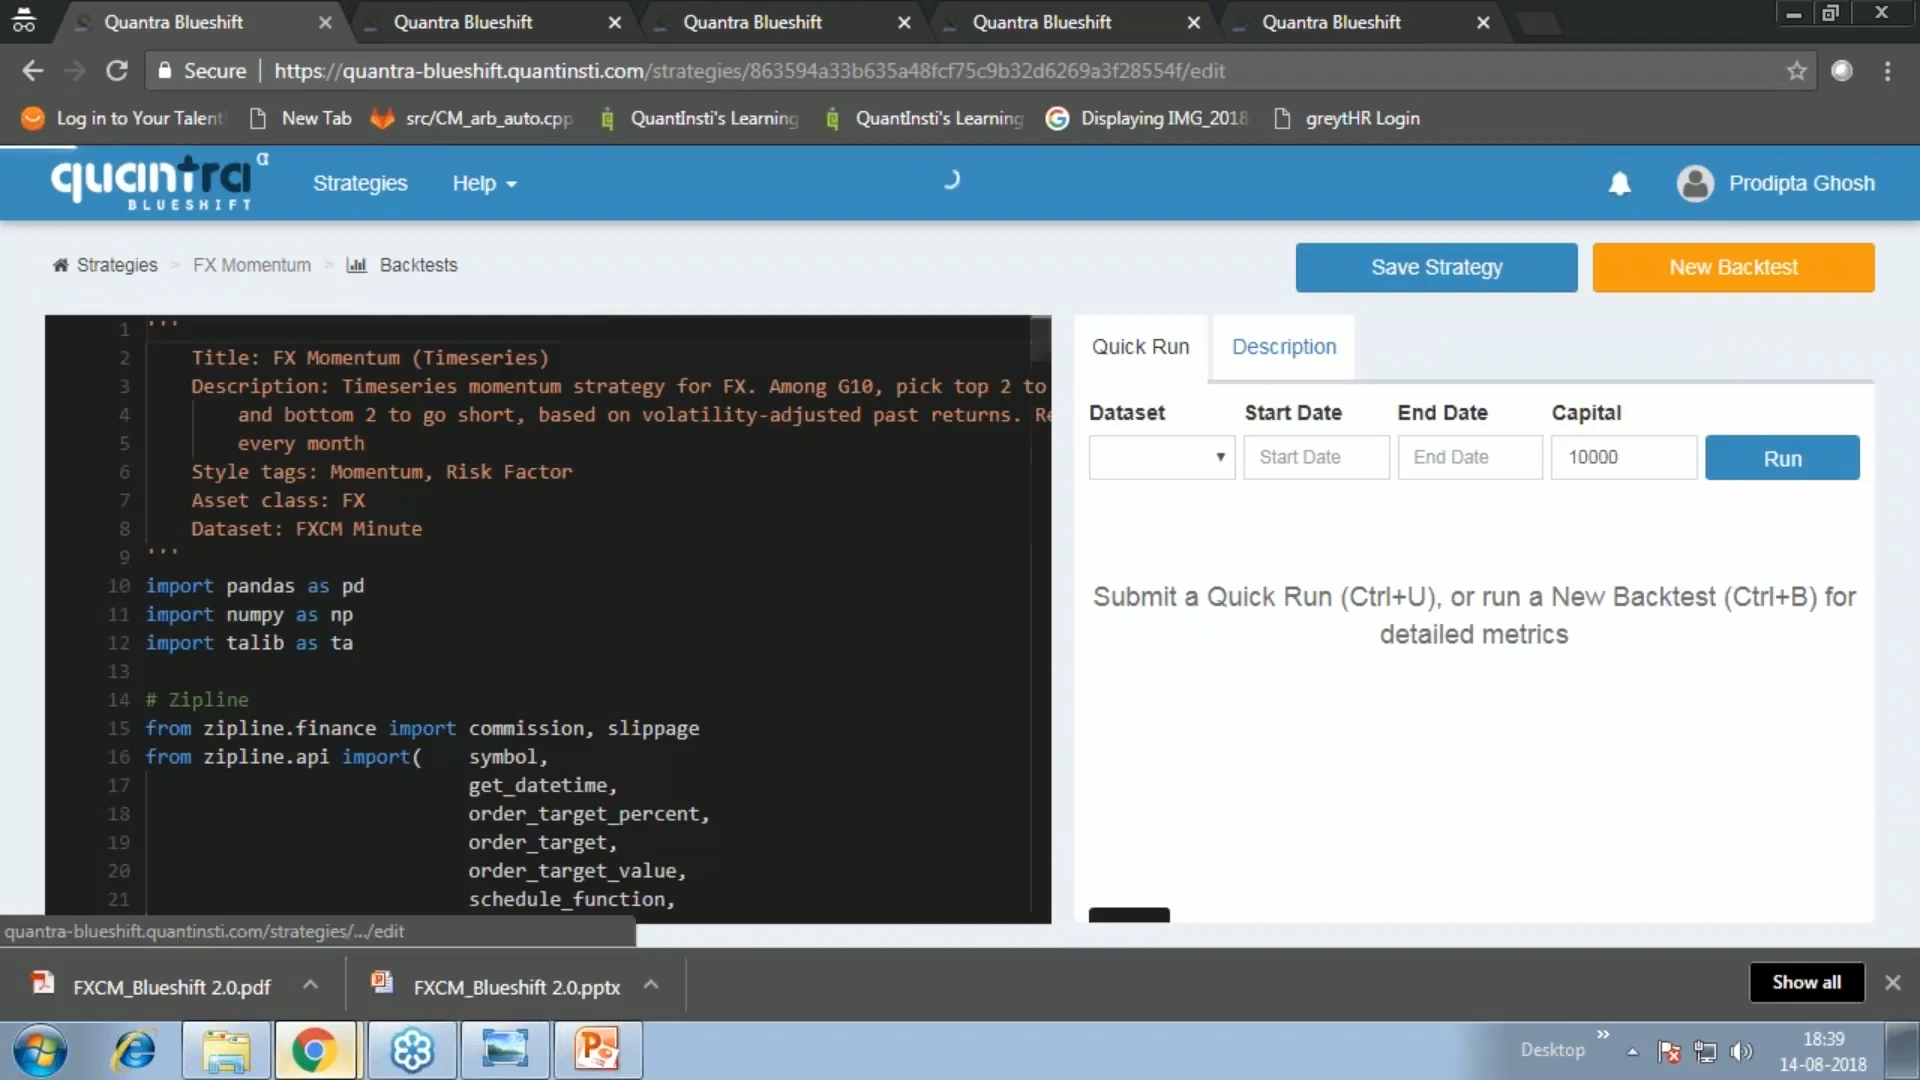 Quantra Blueshift
Quantra Blueshift
Quantra Blueshift
Quantra Blueshift
Quantra Blueshift
Secure
https://quantra-blueshift.quantinsti.com/strategies/863594a33b635a48fcf75c9b32d6269a3f28554f/edit
Log in to Your Talent
New Tab
src/CM_arb_auto.cpp
QuantInsti's Learning
QuantInsti's Learning
Displaying IMG_2018
greytHR Login
quantra α
BLUESHIFT
Strategies
Help
Prodipta Ghosh
Strategies > FX Momentum > Backtests
Save Strategy
New Backtest
1 '''
2 Title: FX Momentum (Timeseries)
3 Description: Timeseries momentum strategy for FX. Among G10, pick top 2 to
4 and bottom 2 to go short, based on volatility-adjusted past returns. Re
5 every month
6 Style tags: Momentum, Risk Factor
7 Asset class: FX
8 Dataset: FXCM Minute
9 '''
10 import pandas as pd
11 import numpy as np
12 import talib as ta
13
14 # Zipline
15 from zipline.finance import commission, slippage
16 from zipline.api import( symbol,
17 get_datetime,
18 order_target_percent,
19 order_target,
20 order_target_value,
21 schedule_function,
Quick Run
Description
Dataset
Start Date
End Date
Capital
Start Date
End Date
10000
Run
Submit a Quick Run (Ctrl+U), or run a New Backtest (Ctrl+B) for
detailed metrics
quantra-blueshift.quantinsti.com/strategies/.../edit
FXCM_Blueshift 2.0.pdf
FXCM_Blueshift 2.0.pptx
Show all
Desktop
18:39
14-08-2018